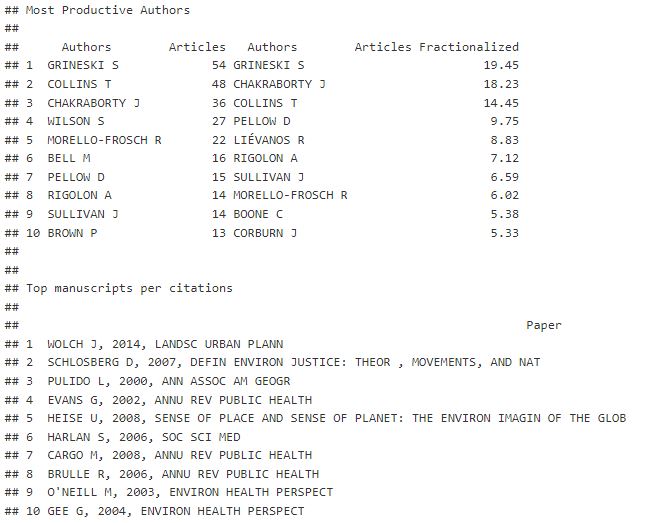 ## Most Productive Authors
##
##      Authors        Articles   Authors        Articles Fractionalized
## 1  GRINESKI S             54 GRINESKI S                         19.45
## 2  COLLINS T              48 CHAKRABORTY J                      18.23
## 3  CHAKRABORTY J          36 COLLINS T                          14.45
## 4  WILSON S               27 PELLOW D                            9.75
## 5  MORELLO-FROSCH R       22 LIÉVANOS R                          8.83
## 6  BELL M                 16 RIGOLON A                           7.12
## 7  PELLOW D               15 SULLIVAN J                          6.59
## 8  RIGOLON A              14 MORELLO-FROSCH R                    6.02
## 9  SULLIVAN J             14 BOONE C                             5.38
## 10 BROWN P                13 CORBURN J                           5.33
##
##
## Top manuscripts per citations
##
##                                                                     Paper
## 1  WOLCH J, 2014, LANDSC URBAN PLANN
## 2  SCHLOSBERG D, 2007, DEFIN ENVIRON JUSTICE: THEOR , MOVEMENTS, AND NAT
## 3  PULIDO L, 2000, ANN ASSOC AM GEOGR
## 4  EVANS G, 2002, ANNU REV PUBLIC HEALTH
## 5  HEISE U, 2008, SENSE OF PLACE AND SENSE OF PLANET: THE ENVIRON IMAGIN OF THE GLOB
## 6  HARLAN S, 2006, SOC SCI MED
## 7  CARGO M, 2008, ANNU REV PUBLIC HEALTH
## 8  BRULLE R, 2006, ANNU REV PUBLIC HEALTH
## 9  O'NEILL M, 2003, ENVIRON HEALTH PERSPECT
## 10 GEE G, 2004, ENVIRON HEALTH PERSPECT